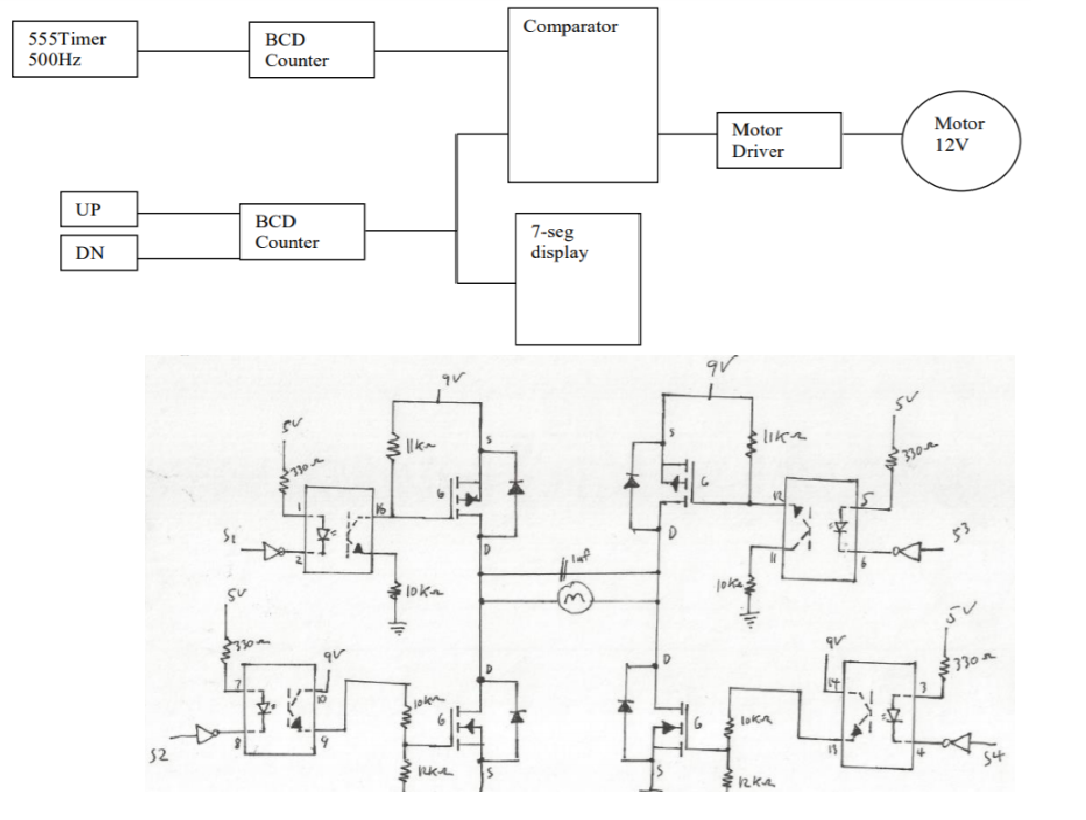 555Timer
500Hz
BCD
Counter
Comparator
Motor
Driver
Motor
12V
UP
DN
BCD
Counter
7-seg
display
9V
9V
5V
5V
11KΩ
11KΩ
330Ω
330Ω
S
S
G
G
1
16
12
5
S1
2
11
6
S3
D
D
10KΩ
10KΩ
M
5V
5V
330Ω
330Ω
9V
9V
7
10
14
3
D
D
10KΩ
10KΩ
G
G
8
9
13
4
S2
S4
12KΩ
12KΩ
S
S